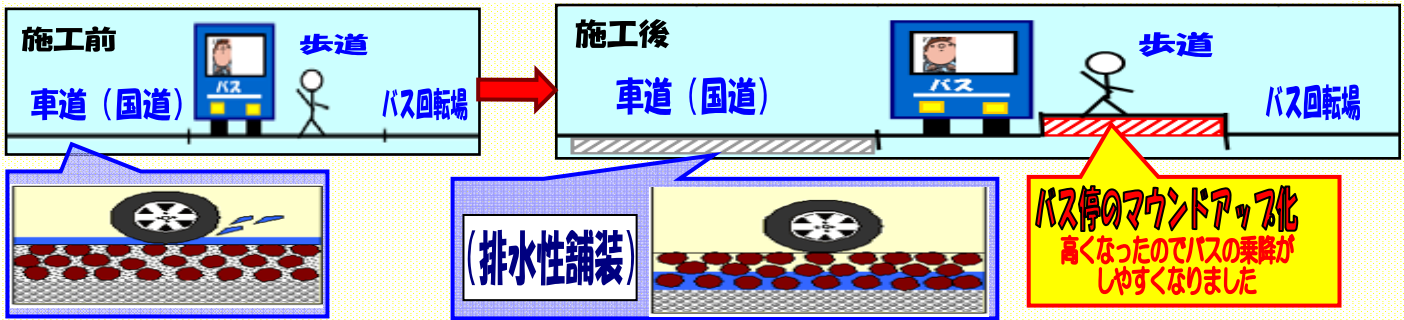 施工前
歩道
バス
車道（国道）
バス回転場
施工後
歩道
バス
車道（国道）
バス回転場
（排水性舗装）
バス停のマウンドアップ化
高くなったのでバスの乗降が
しやすくなりました